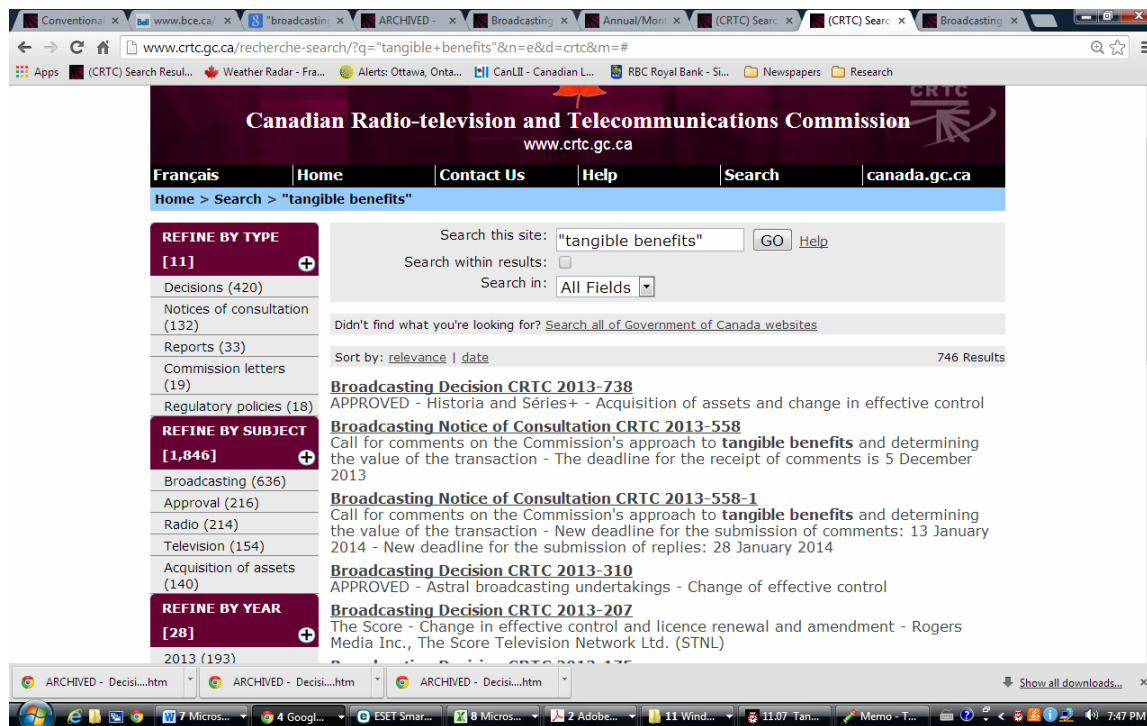 Conventional
www.bce.ca/
"broadcastin
ARCHIVED -
Broadcasting
Annual/Mont
(CRTC) Searc
(CRTC) Searc
Broadcasting
www.crtc.gc.ca/recherche-search/?q="tangible+benefits"&n=e&d=crtc&m=#
Apps
(CRTC) Search Resul...
Weather Radar - Fra...
Alerts: Ottawa, Onta...
CanLII - Canadian L...
RBC Royal Bank - Si...
Newspapers
Research
CRTC
Canadian Radio-television and Telecommunications Commission
www.crtc.gc.ca
Français
Home
Contact Us
Help
Search
canada.gc.ca
Home > Search > "tangible benefits"
REFINE BY TYPE
[11]
Decisions (420)
Notices of consultation
(132)
Reports (33)
Commission letters
(19)
Regulatory policies (18)
REFINE BY SUBJECT
[1,846]
Broadcasting (636)
Approval (216)
Radio (214)
Television (154)
Acquisition of assets
(140)
REFINE BY YEAR
[28]
2013 (193)
Search this site: "tangible benefits" GO Help
Search within results:
Search in: All Fields
Didn't find what you're looking for? Search all of Government of Canada websites
Sort by: relevance | date 746 Results
Broadcasting Decision CRTC 2013-738
APPROVED - Historia and Séries+ - Acquisition of assets and change in effective control
Broadcasting Notice of Consultation CRTC 2013-558
Call for comments on the Commission's approach to tangible benefits and determining
the value of the transaction - The deadline for the receipt of comments is 5 December
2013
Broadcasting Notice of Consultation CRTC 2013-558-1
Call for comments on the Commission's approach to tangible benefits and determining
the value of the transaction - New deadline for the submission of comments: 13 January
2014 - New deadline for the submission of replies: 28 January 2014
Broadcasting Decision CRTC 2013-310
APPROVED - Astral broadcasting undertakings - Change of effective control
Broadcasting Decision CRTC 2013-207
The Score - Change in effective control and licence renewal and amendment - Rogers
Media Inc., The Score Television Network Ltd. (STNL)
ARCHIVED - Decisi....htm
ARCHIVED - Decisi....htm
ARCHIVED - Decisi....htm
Show all downloads...
7 Micros...
4 Googl...
ESET Smar...
8 Micros...
2 Adobe...
11 Wind...
11.07 Tan...
Memo - T...
7:47 PM